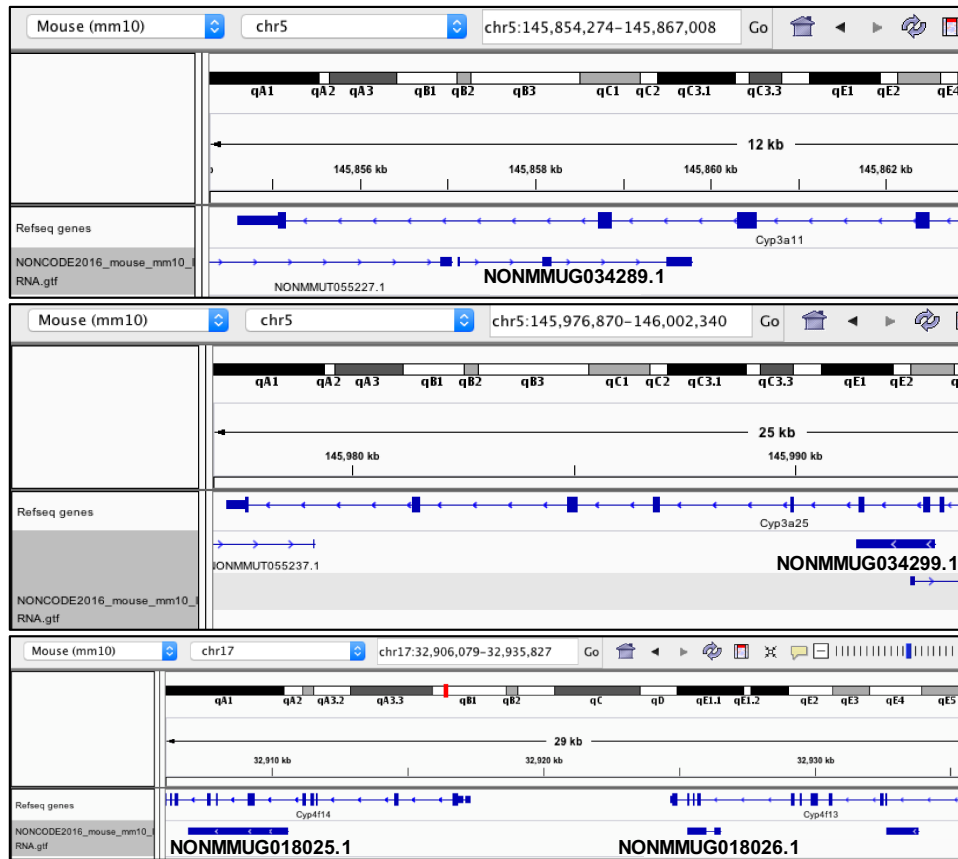 Mouse (mm10) chr5 chr5:145,854,274-145,867,008 Go
qA1 qA2 qA3 qB1 qB2 qB3 qC1 qC2 qC3.1 qC3.3 qE1 qE2 qE4
12 kb
145,856 kb 145,858 kb 145,860 kb 145,862 kb
Refseq genes
Cyp3a11
NONCODE2016_mouse_mm10_l
RNA.gtf
NONMMUT055227.1 NONMMUG034289.1
Mouse (mm10) chr5 chr5:145,976,870-146,002,340 Go
qA1 qA2 qA3 qB1 qB2 qB3 qC1 qC2 qC3.1 qC3.3 qE1 qE2 q
25 kb
145,980 kb 145,990 kb
Refseq genes
Cyp3a25
NONMMUT055237.1 NONMMUG034299.1
NONCODE2016_mouse_mm10_l
RNA.gtf
Mouse (mm10) chr17 chr17:32,906,079-32,935,827 Go
qA1 qA2 qA3.2 qA3.3 qB1 qB2 qC qD qE1.1 qE1.2 qE2 qE3 qE4 qE5
29 kb
32,910 kb 32,920 kb 32,930 kb
Refseq genes
Cyp4f14 Cyp4f13
NONCODE2016_mouse_mm10_l
RNA.gtf
NONMMUG018025.1 NONMMUG018026.1